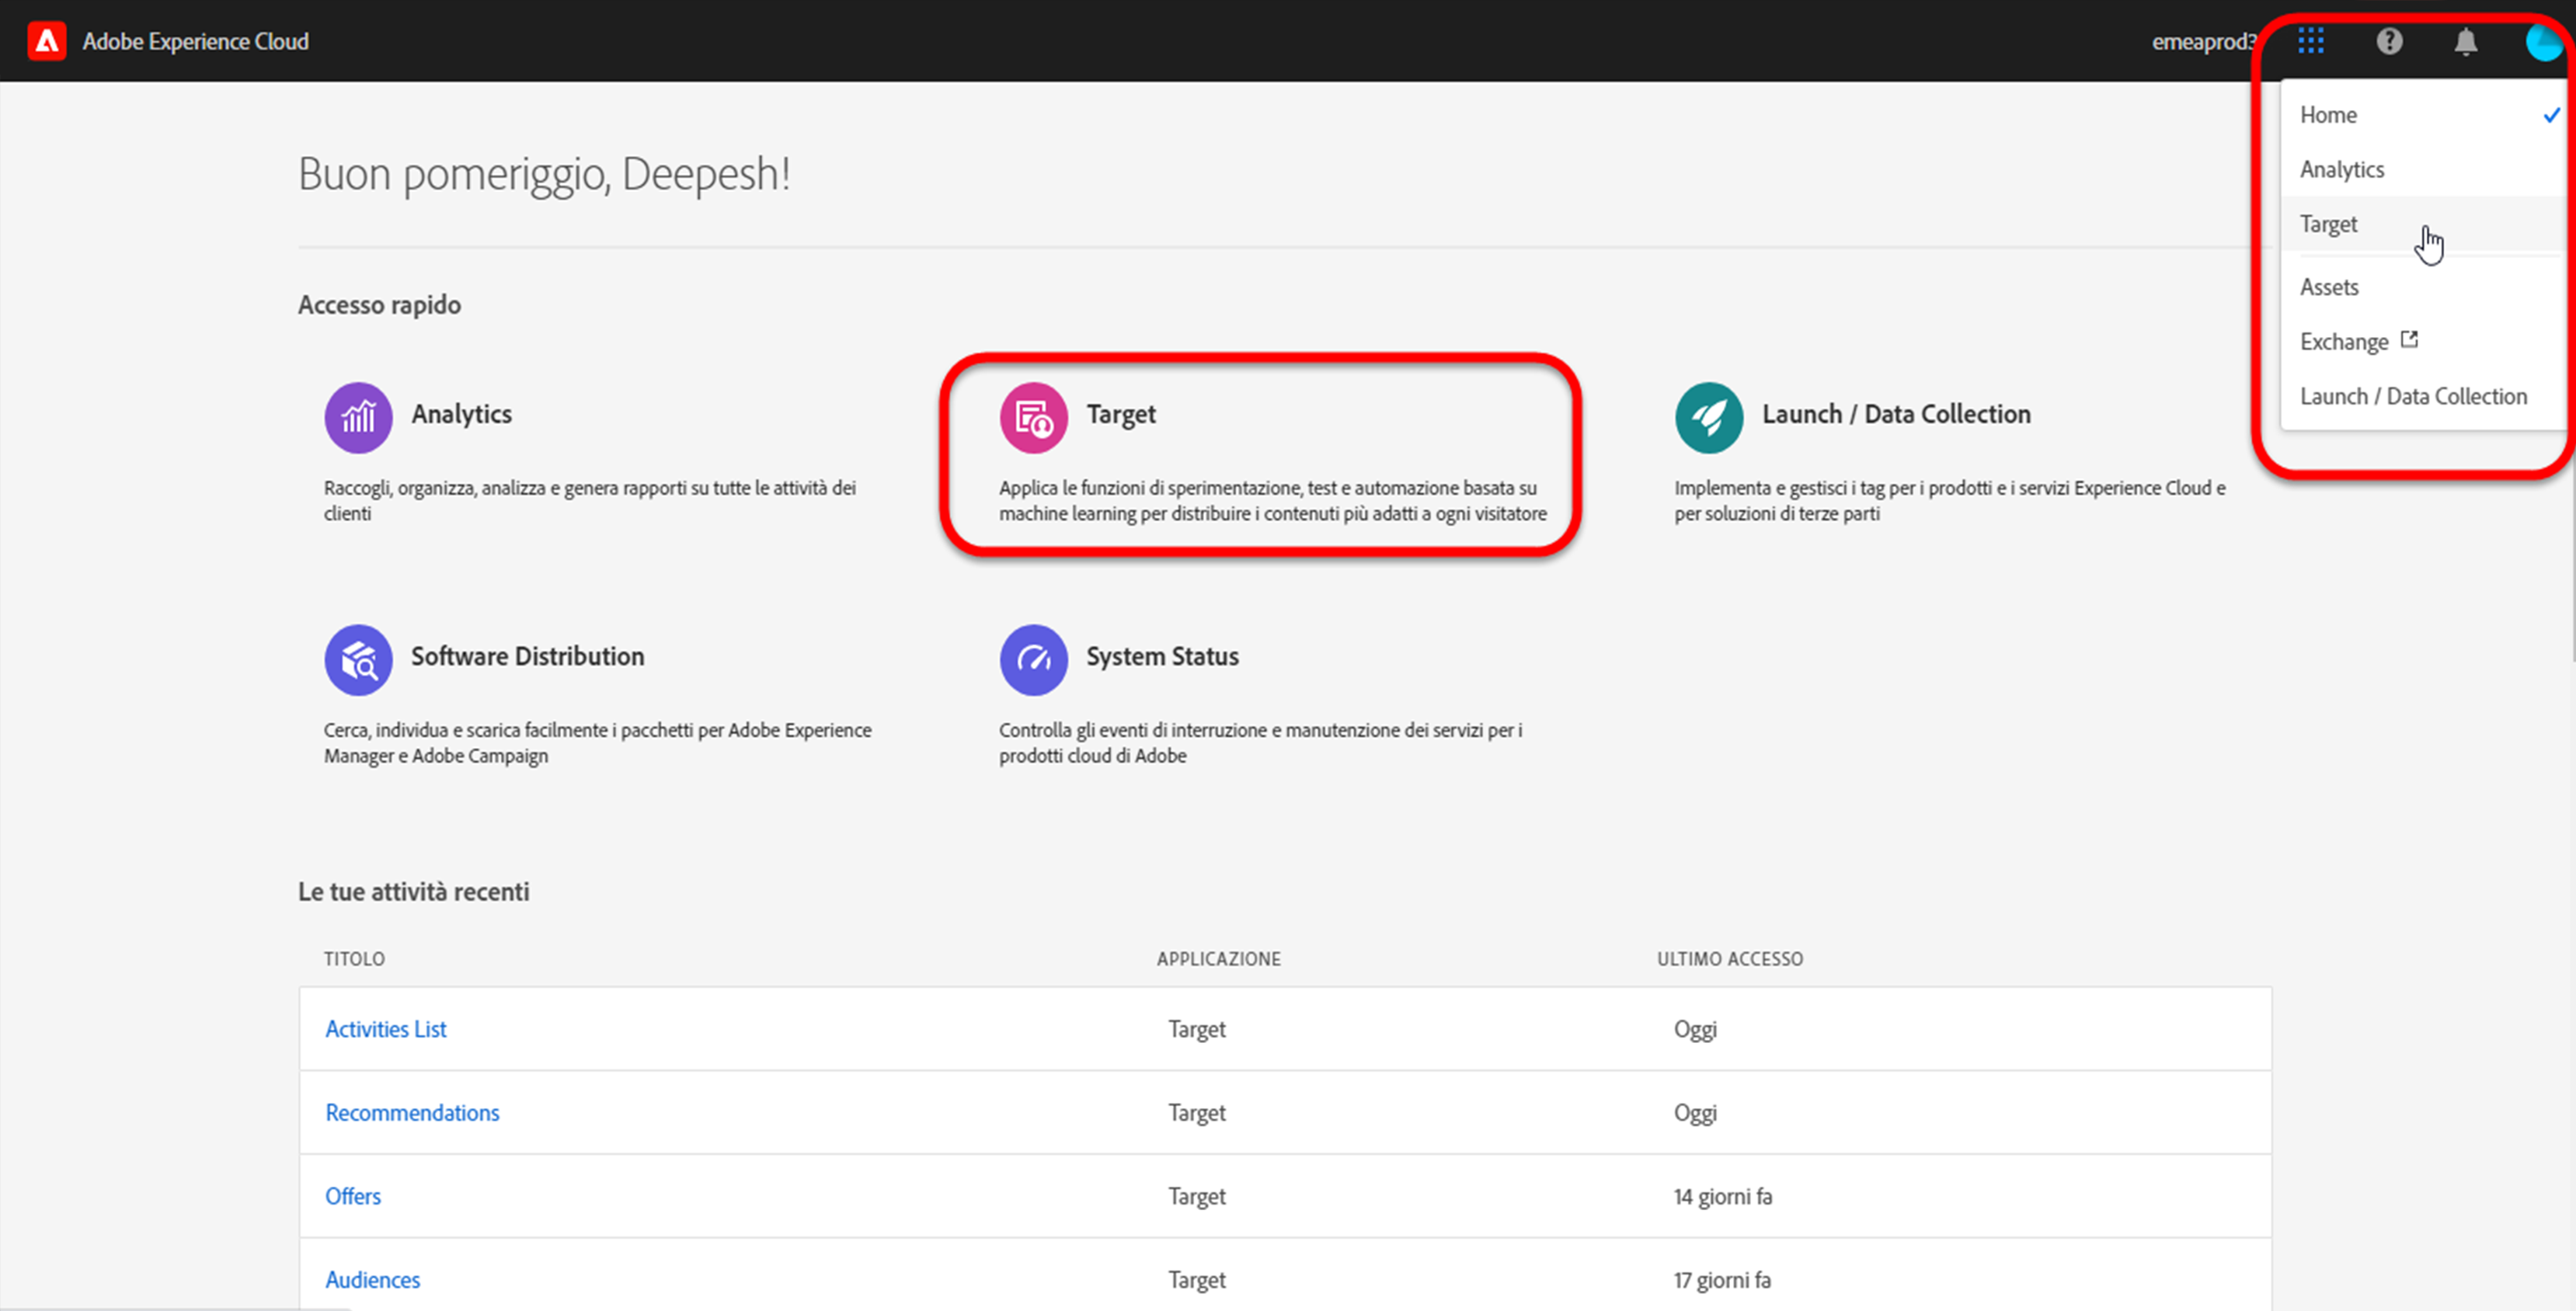 Adobe Experience Cloud
emeaprod3
Home
Analytics
Target
Assets
Exchange
Launch / Data Collection
Buon pomeriggio, Deepesh!
Accesso rapido
Analytics
Raccogli, organizza, analizza e genera rapporti su tutte le attività dei
clienti
Target
Applica le funzioni di sperimentazione, test e automazione basata su
machine learning per distribuire i contenuti più adatti a ogni visitatore
Launch / Data Collection
Implementa e gestisci i tag per i prodotti e i servizi Experience Cloud e
per soluzioni di terze parti
Software Distribution
Cerca, individua e scarica facilmente i pacchetti per Adobe Experience
Manager e Adobe Campaign
System Status
Controlla gli eventi di interruzione e manutenzione dei servizi per i
prodotti cloud di Adobe
Le tue attività recenti
TITOLO APPLICAZIONE ULTIMO ACCESSO
Activities List Target Oggi
Recommendations Target Oggi
Offers Target 14 giorni fa
Audiences Target 17 giorni fa